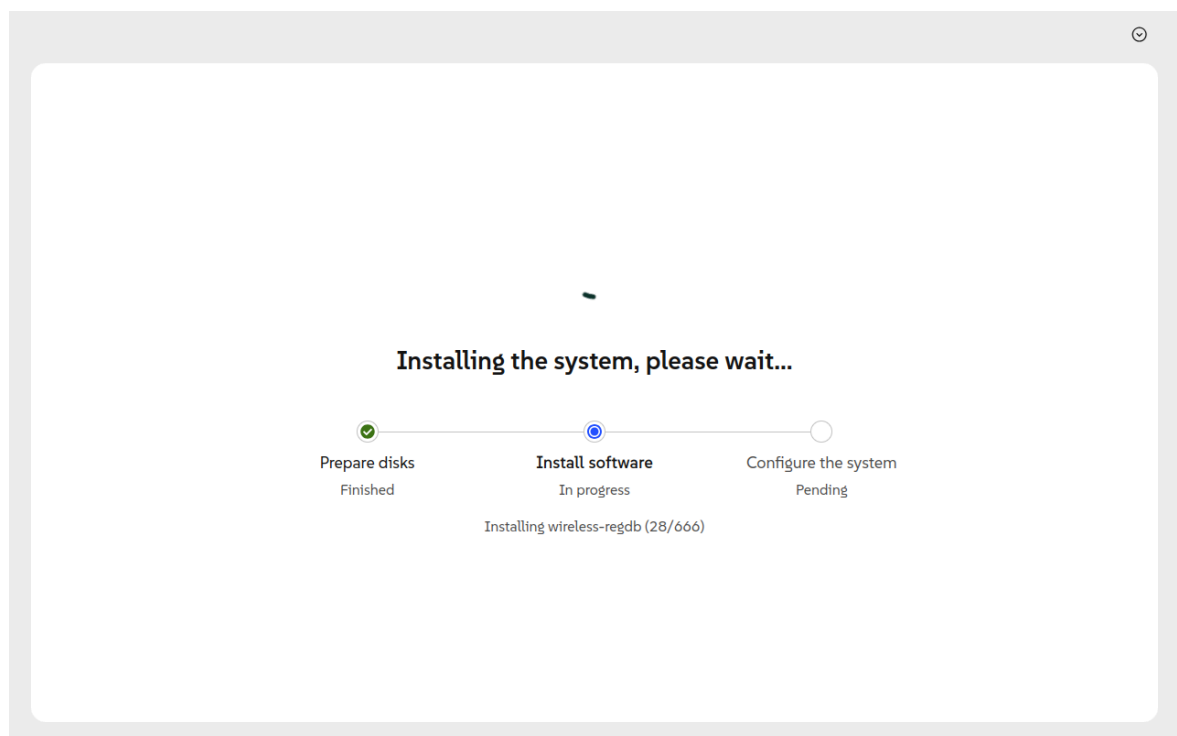 Installing the system, please wait...
Prepare disks
Finished
Install software
In progress
Configure the system
Pending
Installing wireless-regdb (28/666)